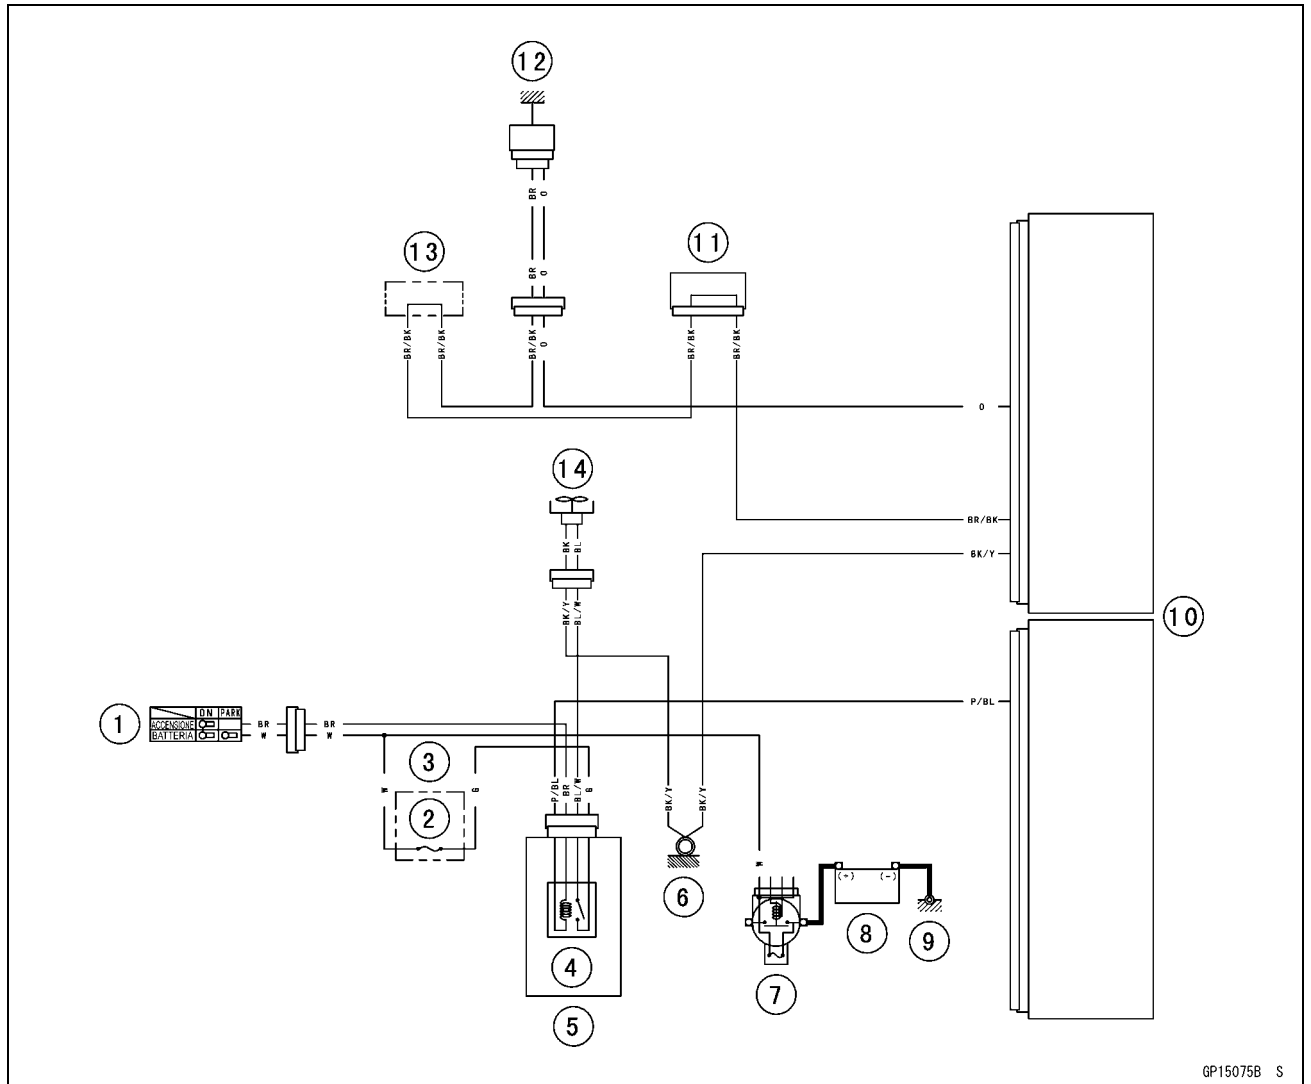 12
BR O
BR O
13
11
BR/BK BR/BK
BR/BK O
BR/BK BR/BK
O
14
BK BL
BR/BK
BK/Y
BK/Y BL/W
10
P/BL
1
ON PARK
ACCENSIONE BR BR
BATTERIA W W
3
W G
2
P/BL BR BL/W G
BK/Y BK/Y
W
(+) (-)
6
8
9
4
7
5
GP15075B S